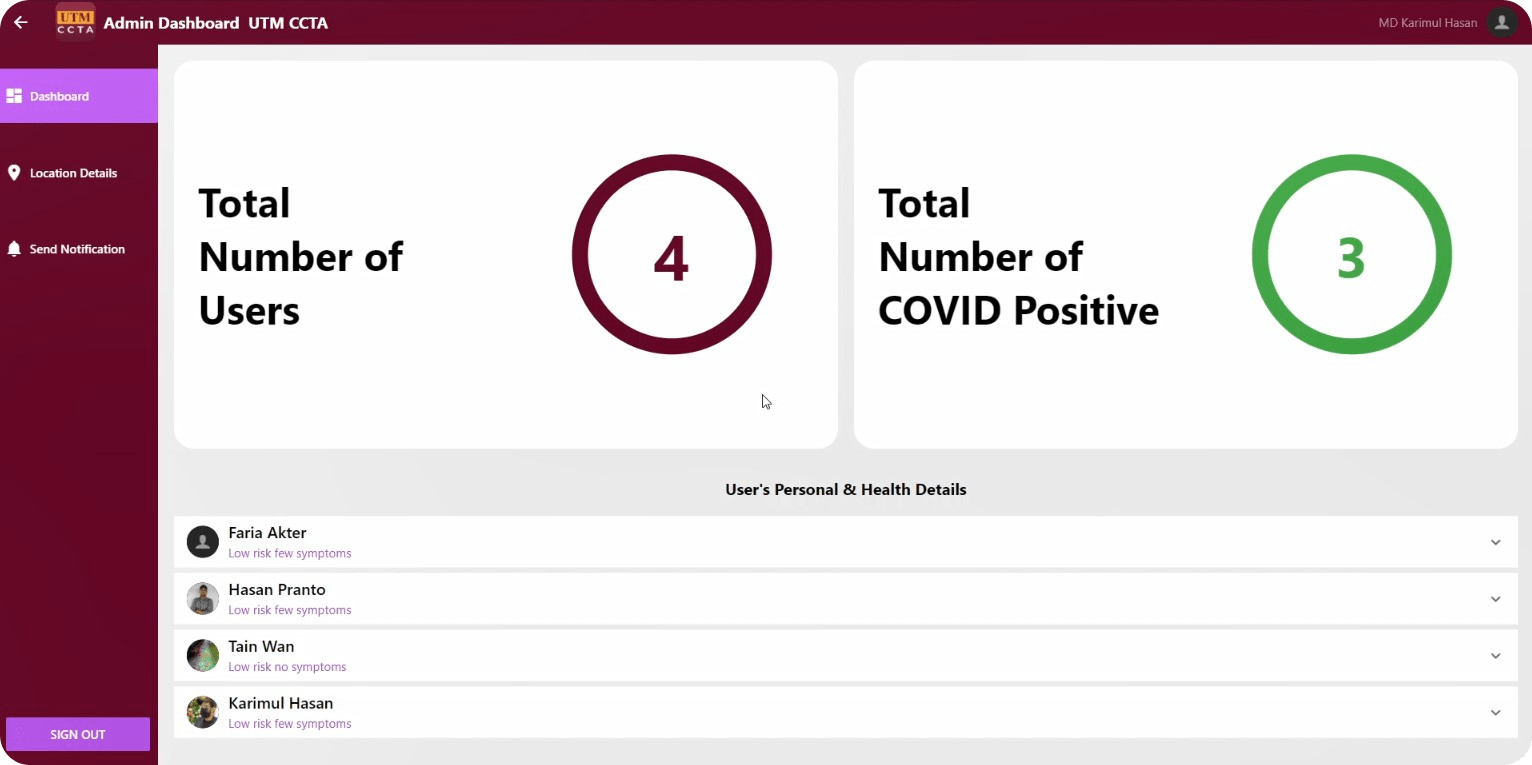 UTM
CCTA
Admin Dashboard UTM CCTA
MD Karimul Hasan
Dashboard
Location Details
Send Notification
SIGN OUT
Total
Number of
Users
4
Total
Number of
COVID Positive
3
User's Personal & Health Details
Faria Akter
Low risk few symptoms
Hasan Pranto
Low risk few symptoms
Tain Wan
Low risk no symptoms
Karimul Hasan
Low risk few symptoms